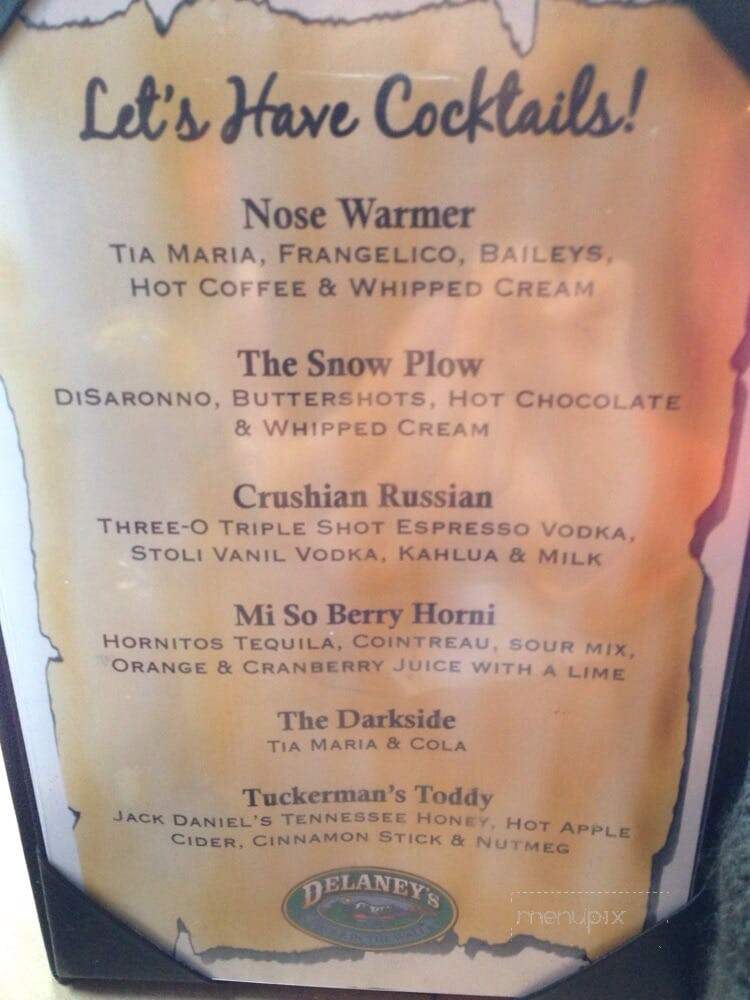 Let's Have Cocktails!
Nose Warmer
Tia Maria, Frangelico, Baileys,
Hot Coffee & Whipped Cream
The Snow Plow
DiSaronno, Buttershots, Hot Chocolate
& Whipped Cream
Crushian Russian
Three-O Triple Shot Espresso Vodka,
Stoli Vanil Vodka, Kahlua & Milk
Mi So Berry Horni
Hornitos Tequila, Cointreau, sour mix,
Orange & Cranberry Juice with a lime
The Darkside
Tia Maria & Cola
Tuckerman's Toddy
Jack Daniel's Tennessee Honey, Hot Apple
Cider, Cinnamon Stick & Nutmeg
DELANEY'S
menupix